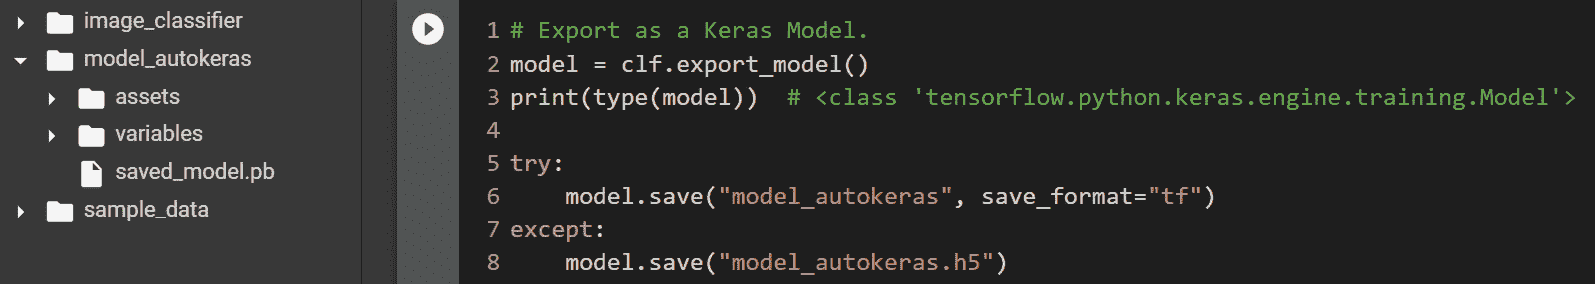 image_classifier
model_autokeras
assets
variables
saved_model.pb
sample_data
1 # Export as a Keras Model.
2 model = clf.export_model()
3 print(type(model))  # <class 'tensorflow.python.keras.engine.training.Model'>
4
5 try:
6     model.save("model_autokeras", save_format="tf")
7 except:
8     model.save("model_autokeras.h5")